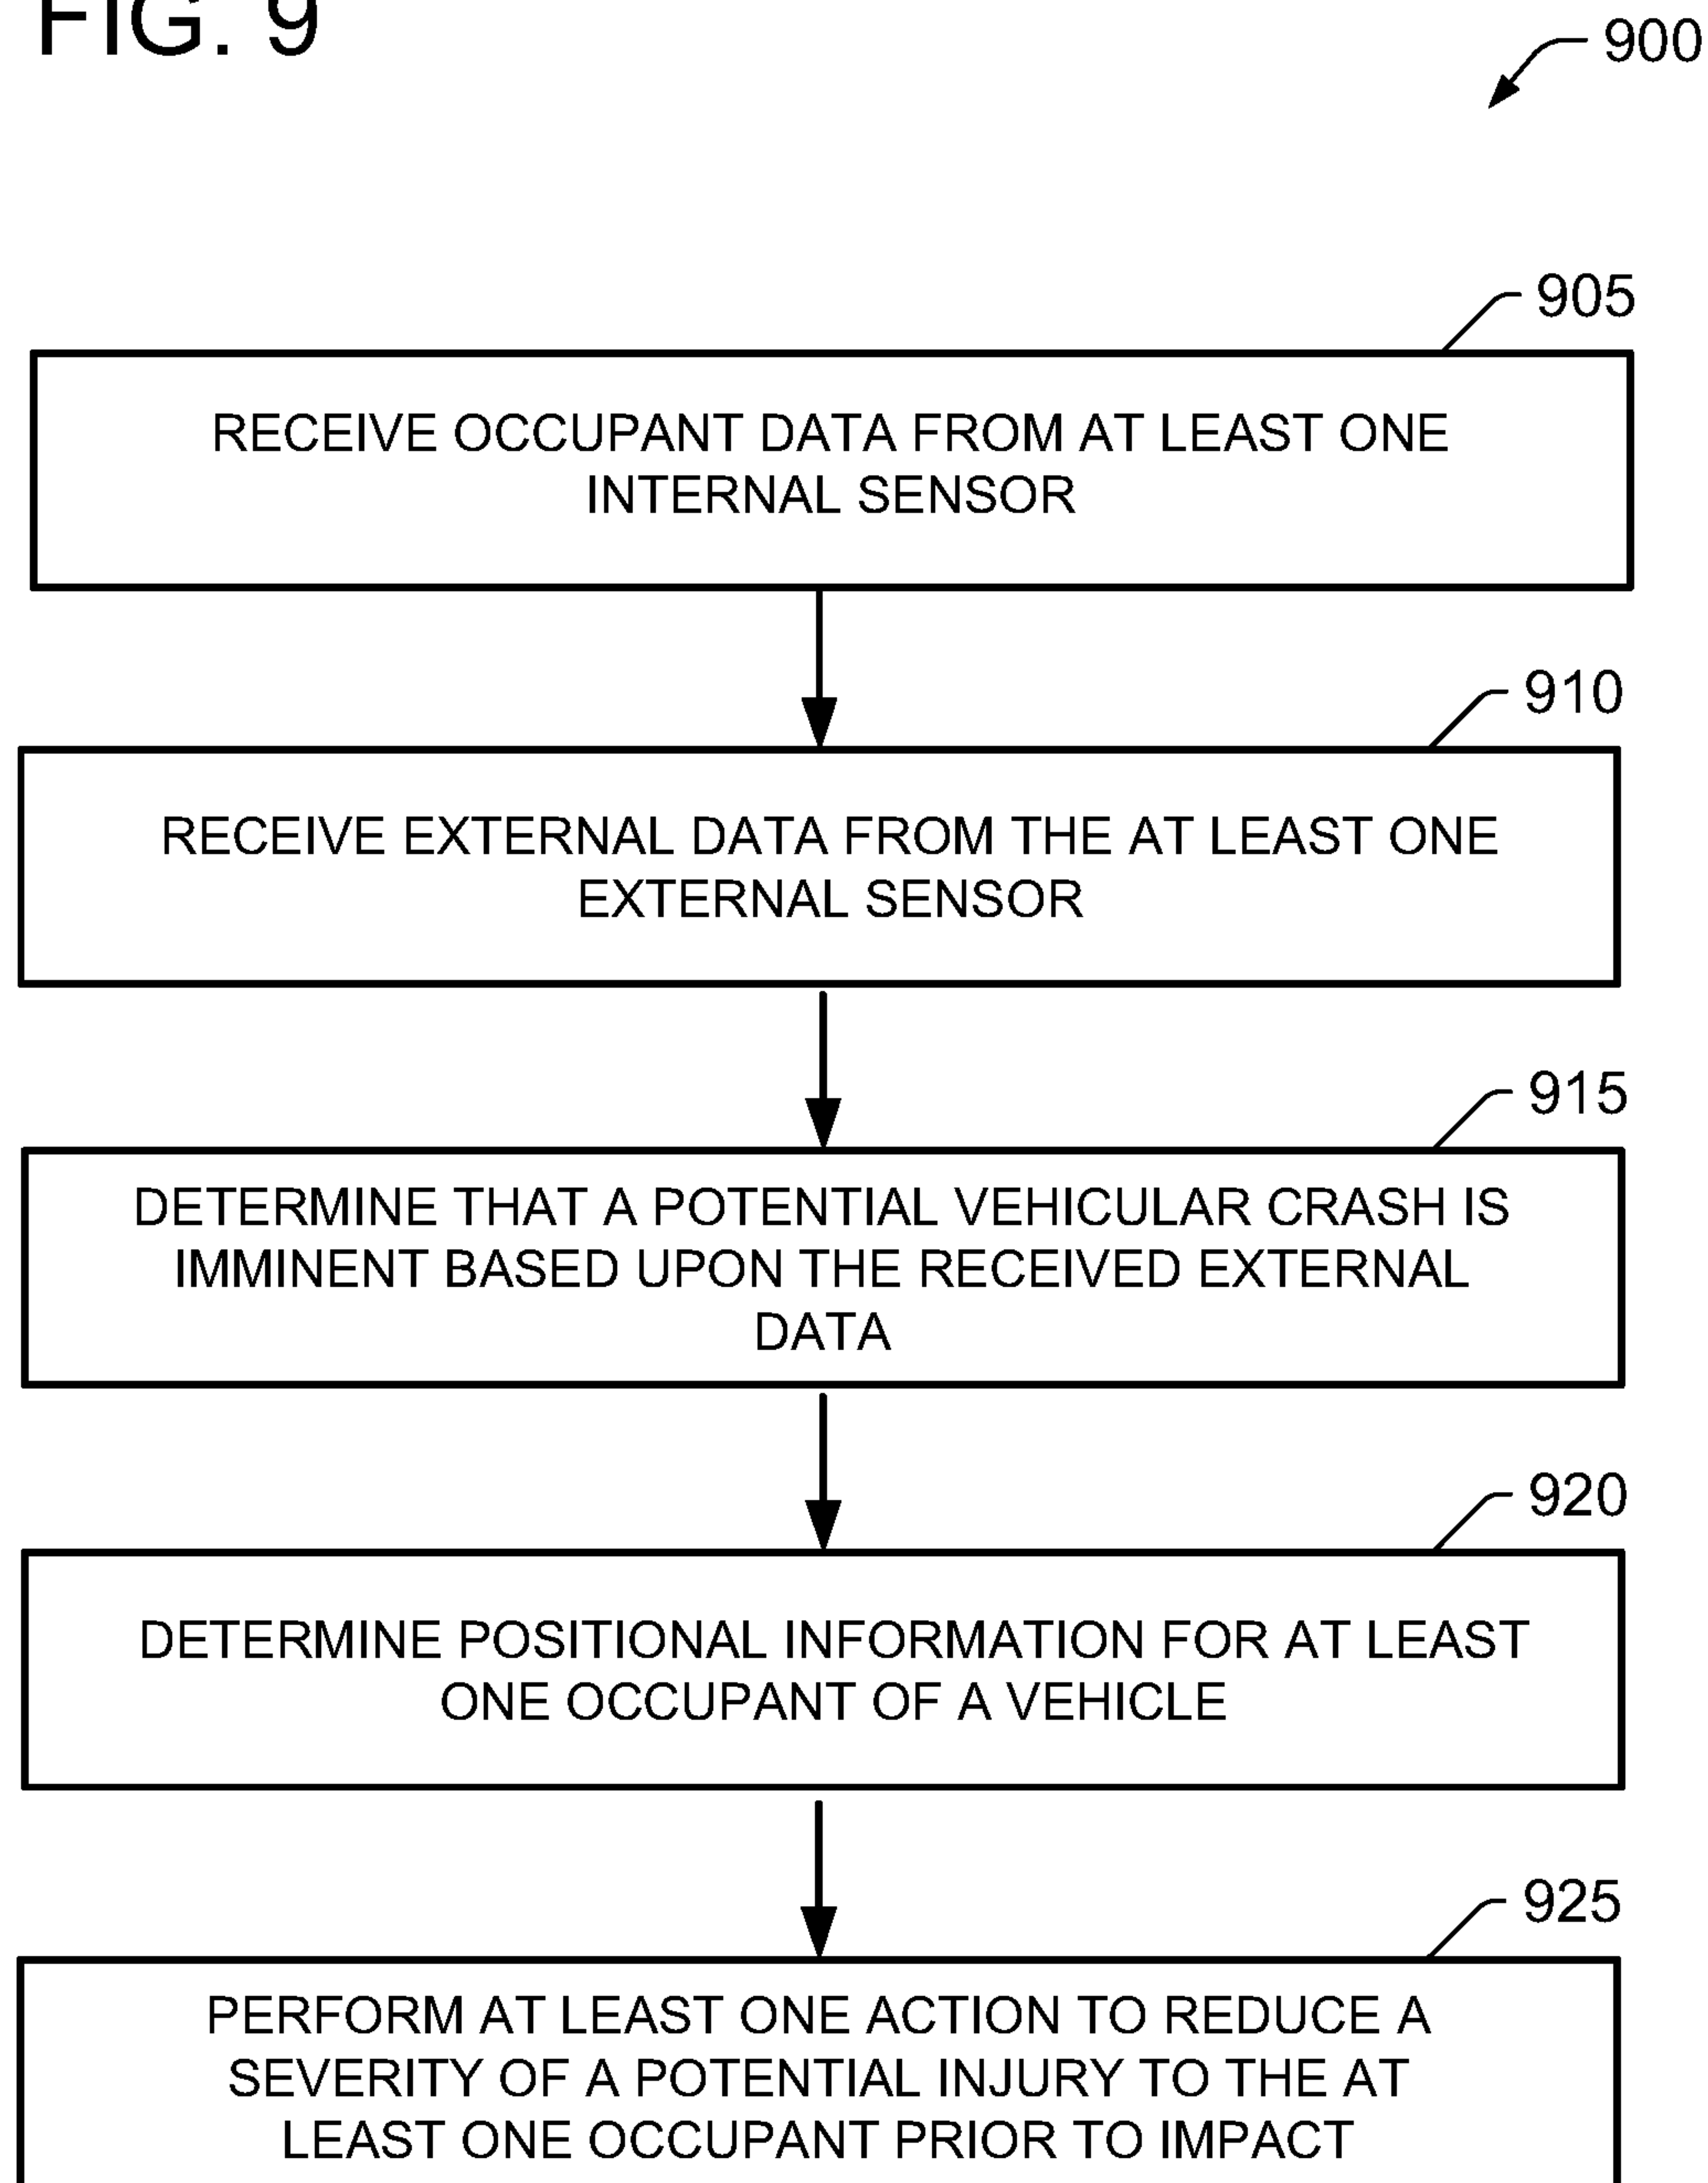 FIG. 9
900
905
RECEIVE OCCUPANT DATA FROM AT LEAST ONE
INTERNAL SENSOR
910
RECEIVE EXTERNAL DATA FROM THE AT LEAST ONE
EXTERNAL SENSOR
915
DETERMINE THAT A POTENTIAL VEHICULAR CRASH IS
IMMINENT BASED UPON THE RECEIVED EXTERNAL
DATA
920
DETERMINE POSITIONAL INFORMATION FOR AT LEAST
ONE OCCUPANT OF A VEHICLE
925
PERFORM AT LEAST ONE ACTION TO REDUCE A
SEVERITY OF A POTENTIAL INJURY TO THE AT
LEAST ONE OCCUPANT PRIOR TO IMPACT